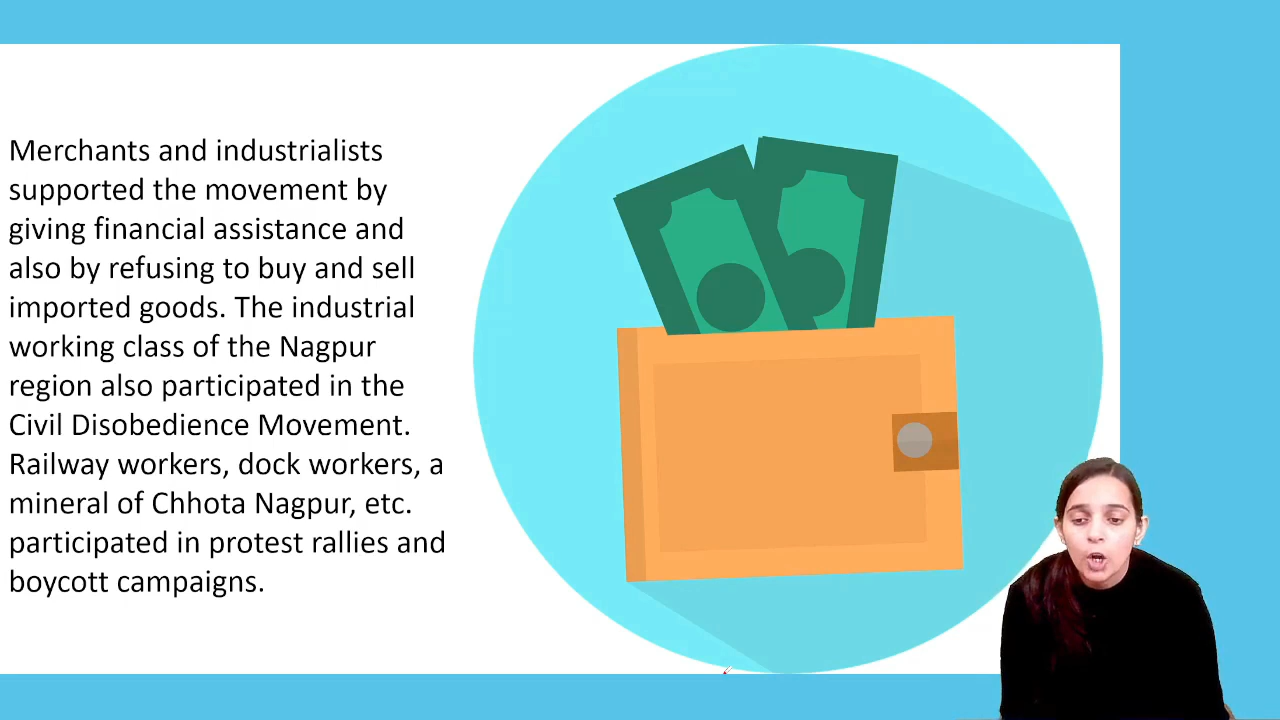 Merchants and industrialists
supported the movement by
giving financial assistance and
also by refusing to buy and sell
imported goods. The industrial
working class of the Nagpur
region also participated in the
Civil Disobedience Movement.
Railway workers, dock workers, a
mineral of Chhota Nagpur, etc.
participated in protest rallies and
boycott campaigns.